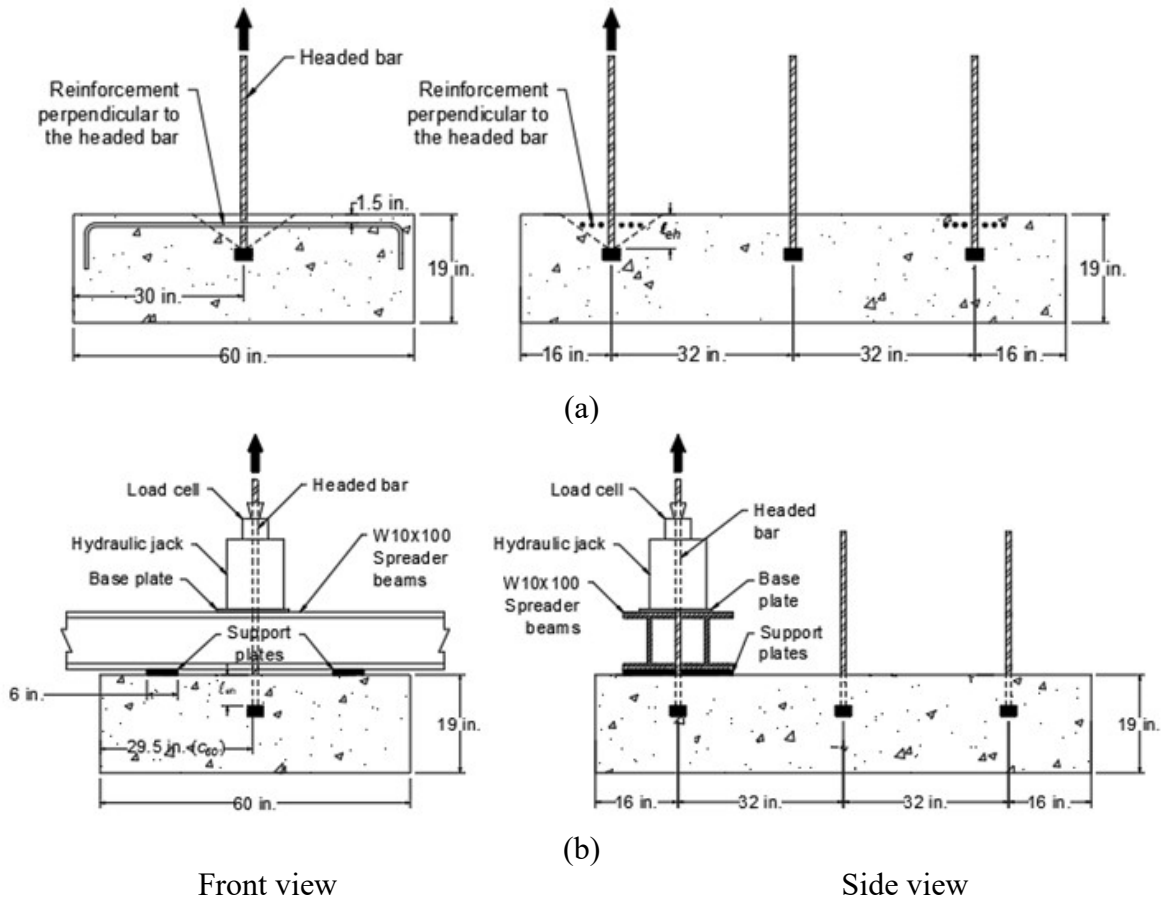 Headed bar
Reinforcement
perpendicular to
the headed bar
1.5 in.
19 in.
30 in.
60 in.
Reinforcement
perpendicular to
the headed bar
ℓeh
19 in.
16 in.
32 in.
32 in.
16 in.
(a)
Load cell
Headed bar
Hydraulic jack
W10x100
Spreader
beams
Base plate
Support
plates
6 in.
ℓeh
29.5 in.
19 in.
60 in.
Load cell
Headed
bar
Hydraulic jack
W10x100
Spreader
beams
Base
plate
Support
plates
19 in.
16 in.
32 in.
32 in.
16 in.
(b)
Front view
Side view